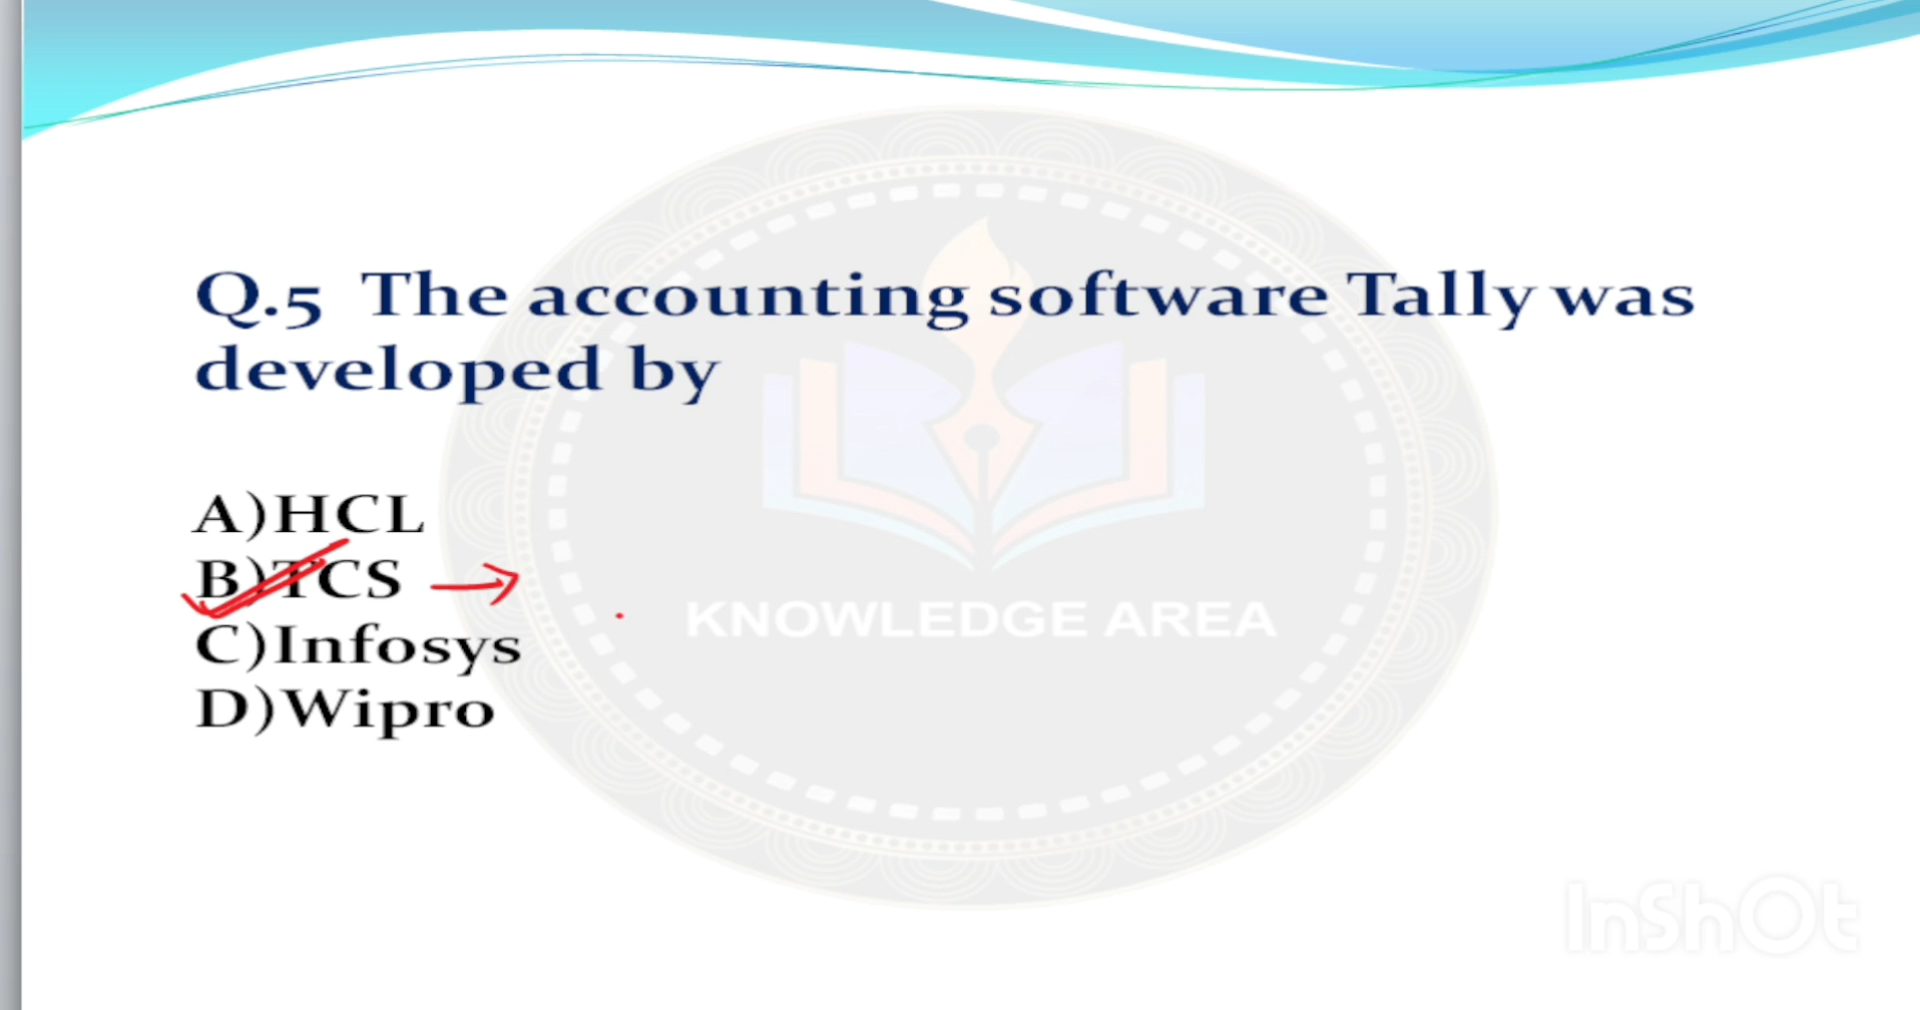 Q.5 The accounting software Tally was
developed by
A)HCL
B)TCS
C)Infosys
D)Wipro
KNOWLEDGE AREA
InShOt